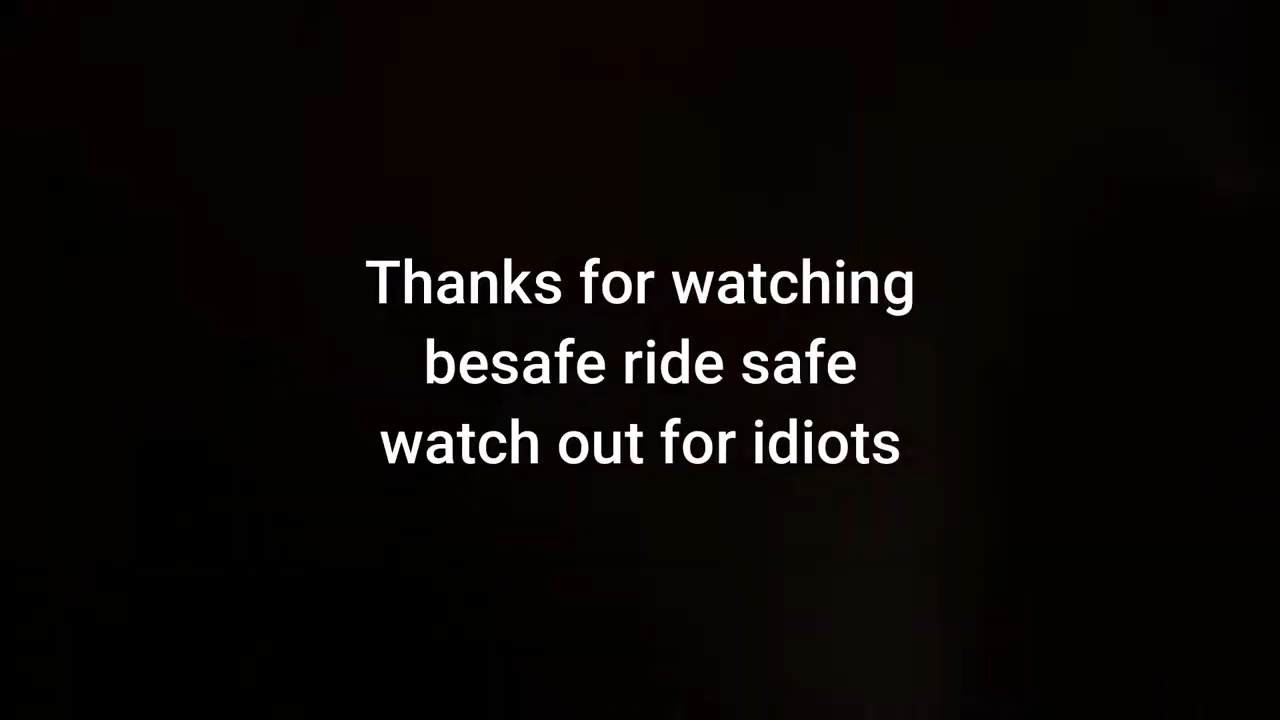 Thanks for watching
besafe ride safe
watch out for idiots